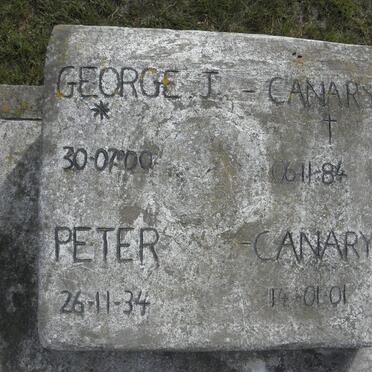 GEORGE J. - CANARY
* †
30·07·00 06·11·84
PETER - CANARY
26·11·34 14·01·01